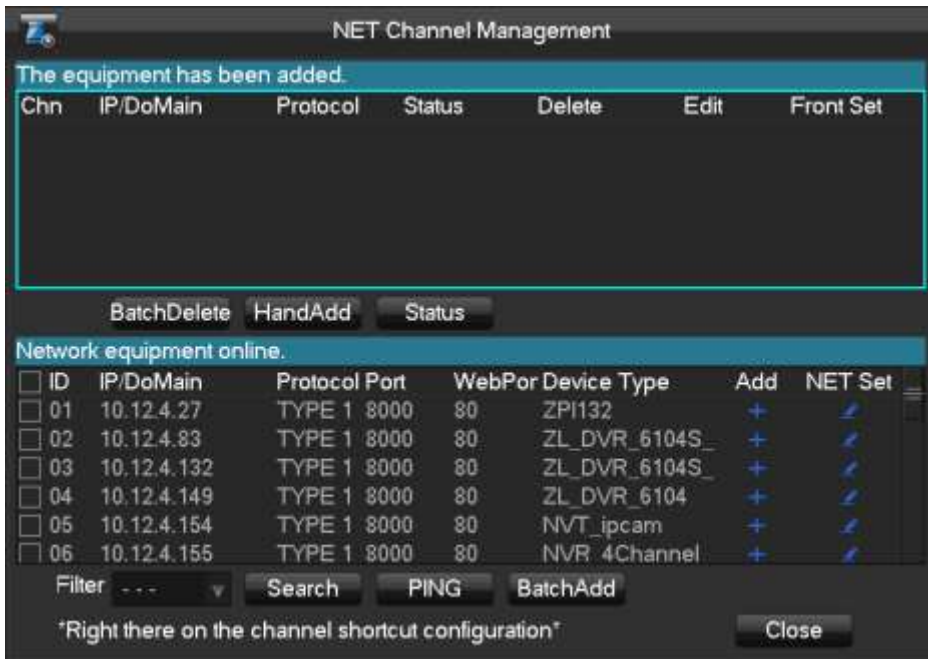 NET Channel Management
The equipment has been added.
Chn IP/DoMain Protocol Status Delete Edit Front Set
BatchDelete HandAdd Status
Network equipment online.
ID IP/DoMain Protocol Port WebPor Device Type Add NET Set
01 10.12.4.27 TYPE 1 8000 80 ZPI132 +
02 10.12.4.83 TYPE 1 8000 80 ZL_DVR_6104S_ +
03 10.12.4.132 TYPE 1 8000 80 ZL_DVR_6104S_ +
04 10.12.4.149 TYPE 1 8000 80 ZL_DVR_6104 +
05 10.12.4.154 TYPE 1 8000 80 NVT_ipcam +
06 10.12.4.155 TYPE 1 8000 80 NVR 4Channel +
Filter - - - Search PING BatchAdd
"Right there on the channel shortcut configuration"
Close